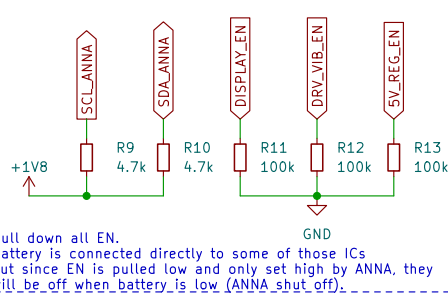 SCL_ANNA
SDA_ANNA
DISPLAY_EN
DRV_VIB_EN
5V_REG_EN
R9
4.7k
R10
4.7k
R11
100k
R12
100k
R13
100k
+1V8
GND
ull down all EN.
attery is connected directly to some of those ICs
ut since EN is pulled low and only set high by ANNA, they
ill be off when battery is low (ANNA shut off).